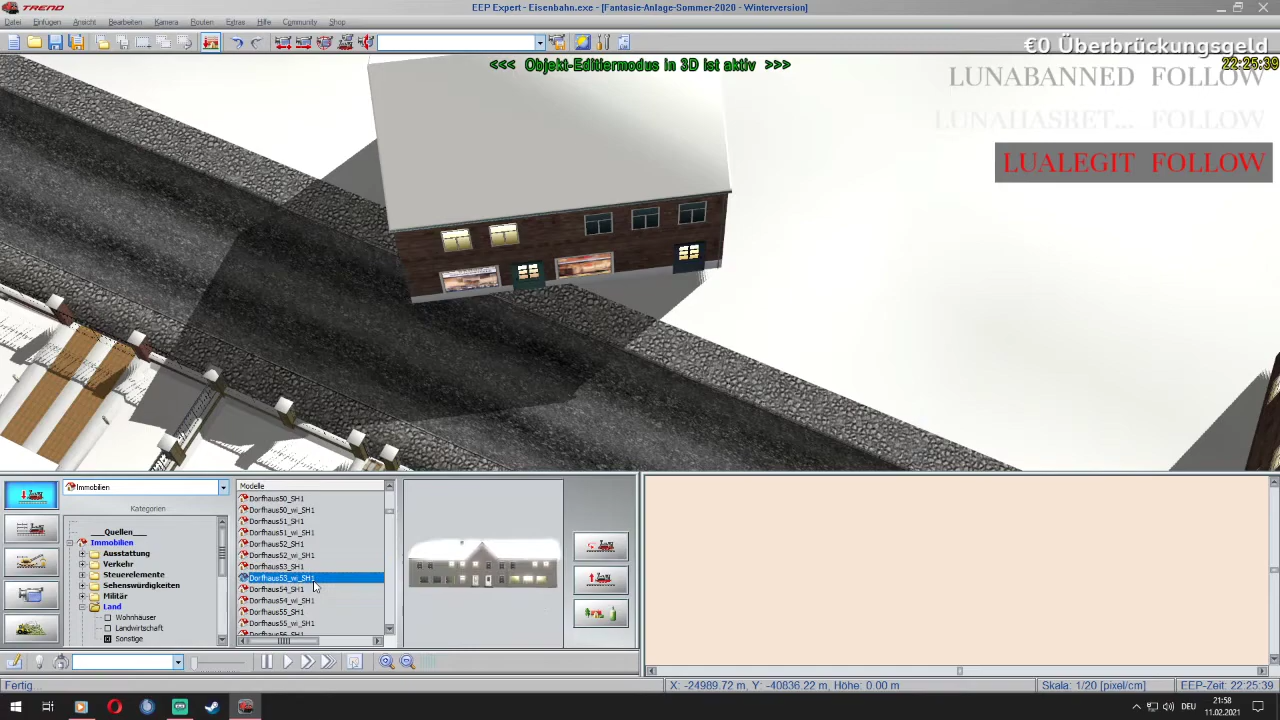 TREND
EEP Expert - Eisenbahn.exe - [Fantasie-Anlage-Sommer-2020 - Winterversion]
Datei Einfügen Ansicht Bearbeiten Kamera Routen Extras Hilfe Community Shop
€0 Überbrückungsgeld
<<< Objekt-Editiermodus in 3D ist aktiv >>>
22:25:39
LUNABANNED FOLLOW
LUNAHASBET... FOLLOW
LUALEGIT FOLLOW
Immobilien
Kategorien
__Quellen__
Immobilien
Ausstattung
Verkehr
Steuerelemente
Sehenswürdigkeiten
Militär
Land
Wohnhäuser
Landwirtschaft
Sonstige
Modelle
Dorfhaus50_SH1
Dorfhaus50_wi_SH1
Dorfhaus51_SH1
Dorfhaus51_wi_SH1
Dorfhaus52_SH1
Dorfhaus52_wi_SH1
Dorfhaus53_SH1
Dorfhaus53_wi_SH1
Dorfhaus54_SH1
Dorfhaus54_wi_SH1
Dorfhaus55_SH1
Dorfhaus55_wi_SH1
Dorfhaus56_SH1
Fertig...
X: -24989.72 m, Y: -40836.22 m, Höhe: 0.00 m
Skala: 1/20 [pixel/cm]
EEP-Zeit: 22:25:39
DEU
21:58
11.02.2021